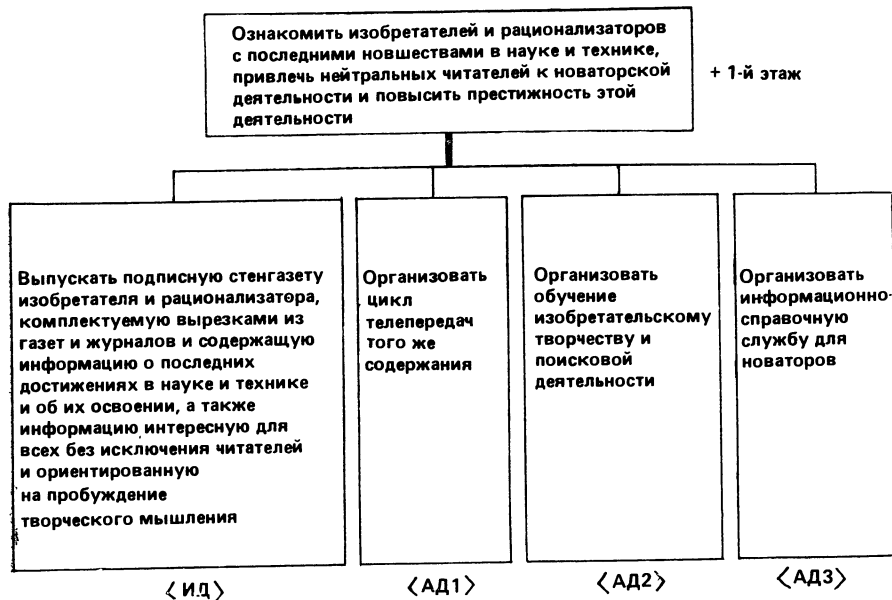 Ознакомить изобретателей и рационализаторов
с последними новшествами в науке и технике,
привлечь нейтральных читателей к новаторской
деятельности и повысить престижность этой
деятельности
+ 1-й этаж
Выпускать подписную стенгазету
изобретателя и рационализатора,
комплектуемую вырезками из
газет и журналов и содержащую
информацию о последних
достижениях в науке и технике
и об их освоении, а также
информацию интересную для
всех без исключения читателей
и ориентированную
на пробуждение
творческого мышления
Организовать
цикл
телепередач
того же
содержания
Организовать
обучение
изобретательскому
творчеству и
поисковой
деятельности
Организовать
информационно-
справочную
службу для
новаторов
〈ИД〉
〈АД1〉
〈АД2〉
〈АД3〉